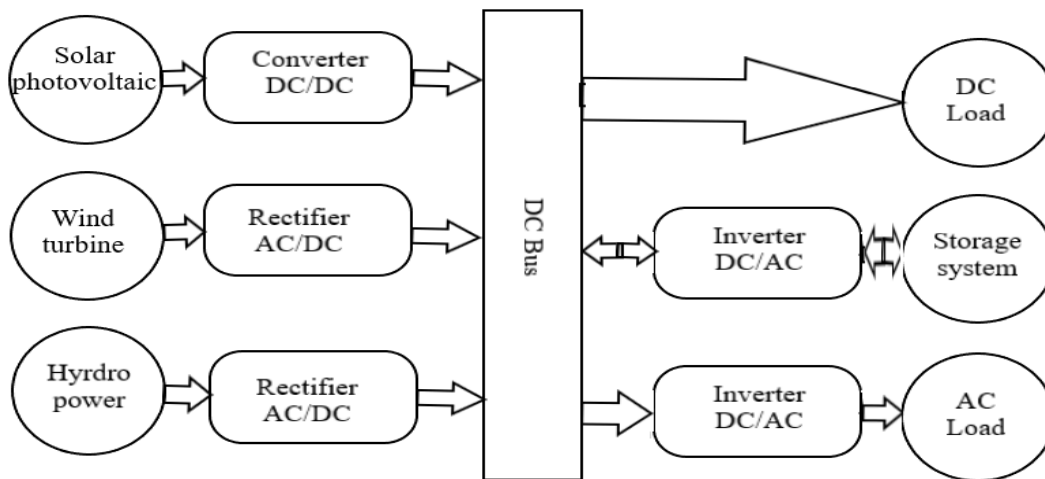 Solar
photovoltaic
Converter
DC/DC
Wind
turbine
Rectifier
AC/DC
Hyrdro
power
Rectifier
AC/DC
DC Bus
DC
Load
Inverter
DC/AC
Storage
system
Inverter
DC/AC
AC
Load